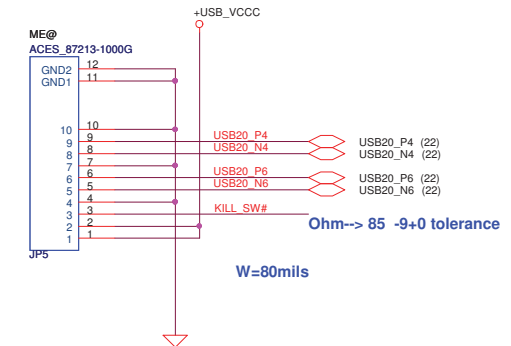 +USB_VCCC
ME@
ACES_87213-1000G
GND2 12
GND1 11
10 10
9 9 USB20_P4 USB20_P4 (22)
8 8 USB20_N4 USB20_N4 (22)
7 7
6 6 USB20_P6 USB20_P6 (22)
5 5 USB20_N6 USB20_N6 (22)
4 4
3 3 KILL_SW#
2 2
1 1
Ohm--> 85 -9+0 tolerance
JP5
W=80mils